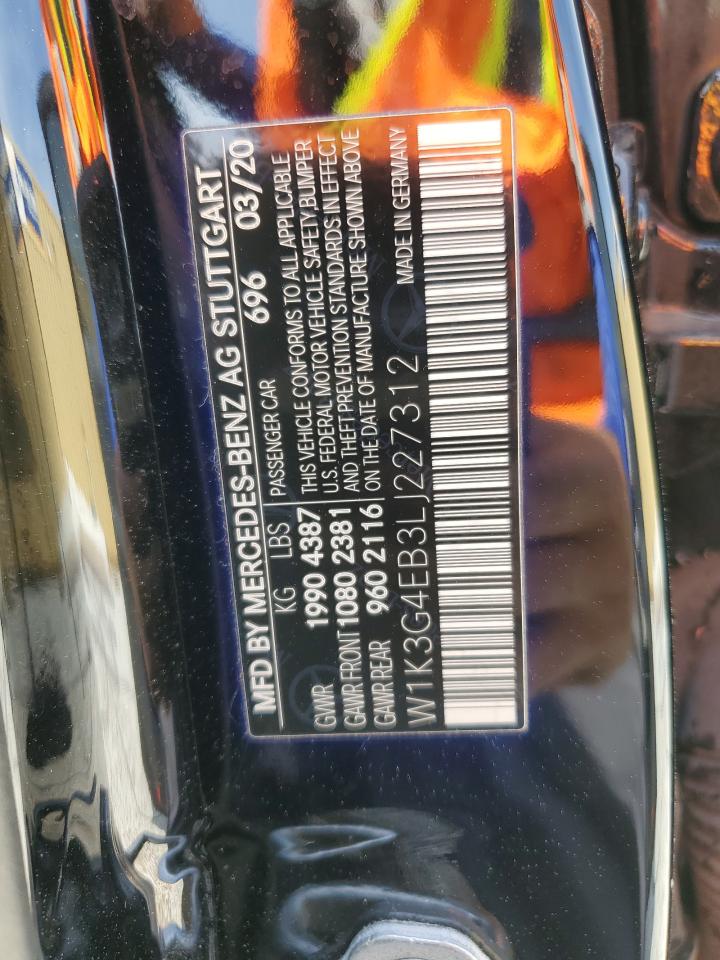 MFD BY MERCEDES-BENZ AG STUTTGART
696 03/20
KG LBS PASSENGER CAR
GVWR 1990 4387
GAWR FRONT 1080 2381
GAWR REAR 960 2116
THIS VEHICLE CONFORMS TO ALL APPLICABLE
U.S. FEDERAL MOTOR VEHICLE SAFETY, BUMPER
AND THEFT PREVENTION STANDARDS IN EFFECT
ON THE DATE OF MANUFACTURE SHOWN ABOVE
W1K3G4EB3LJ227312 MADE IN GERMANY